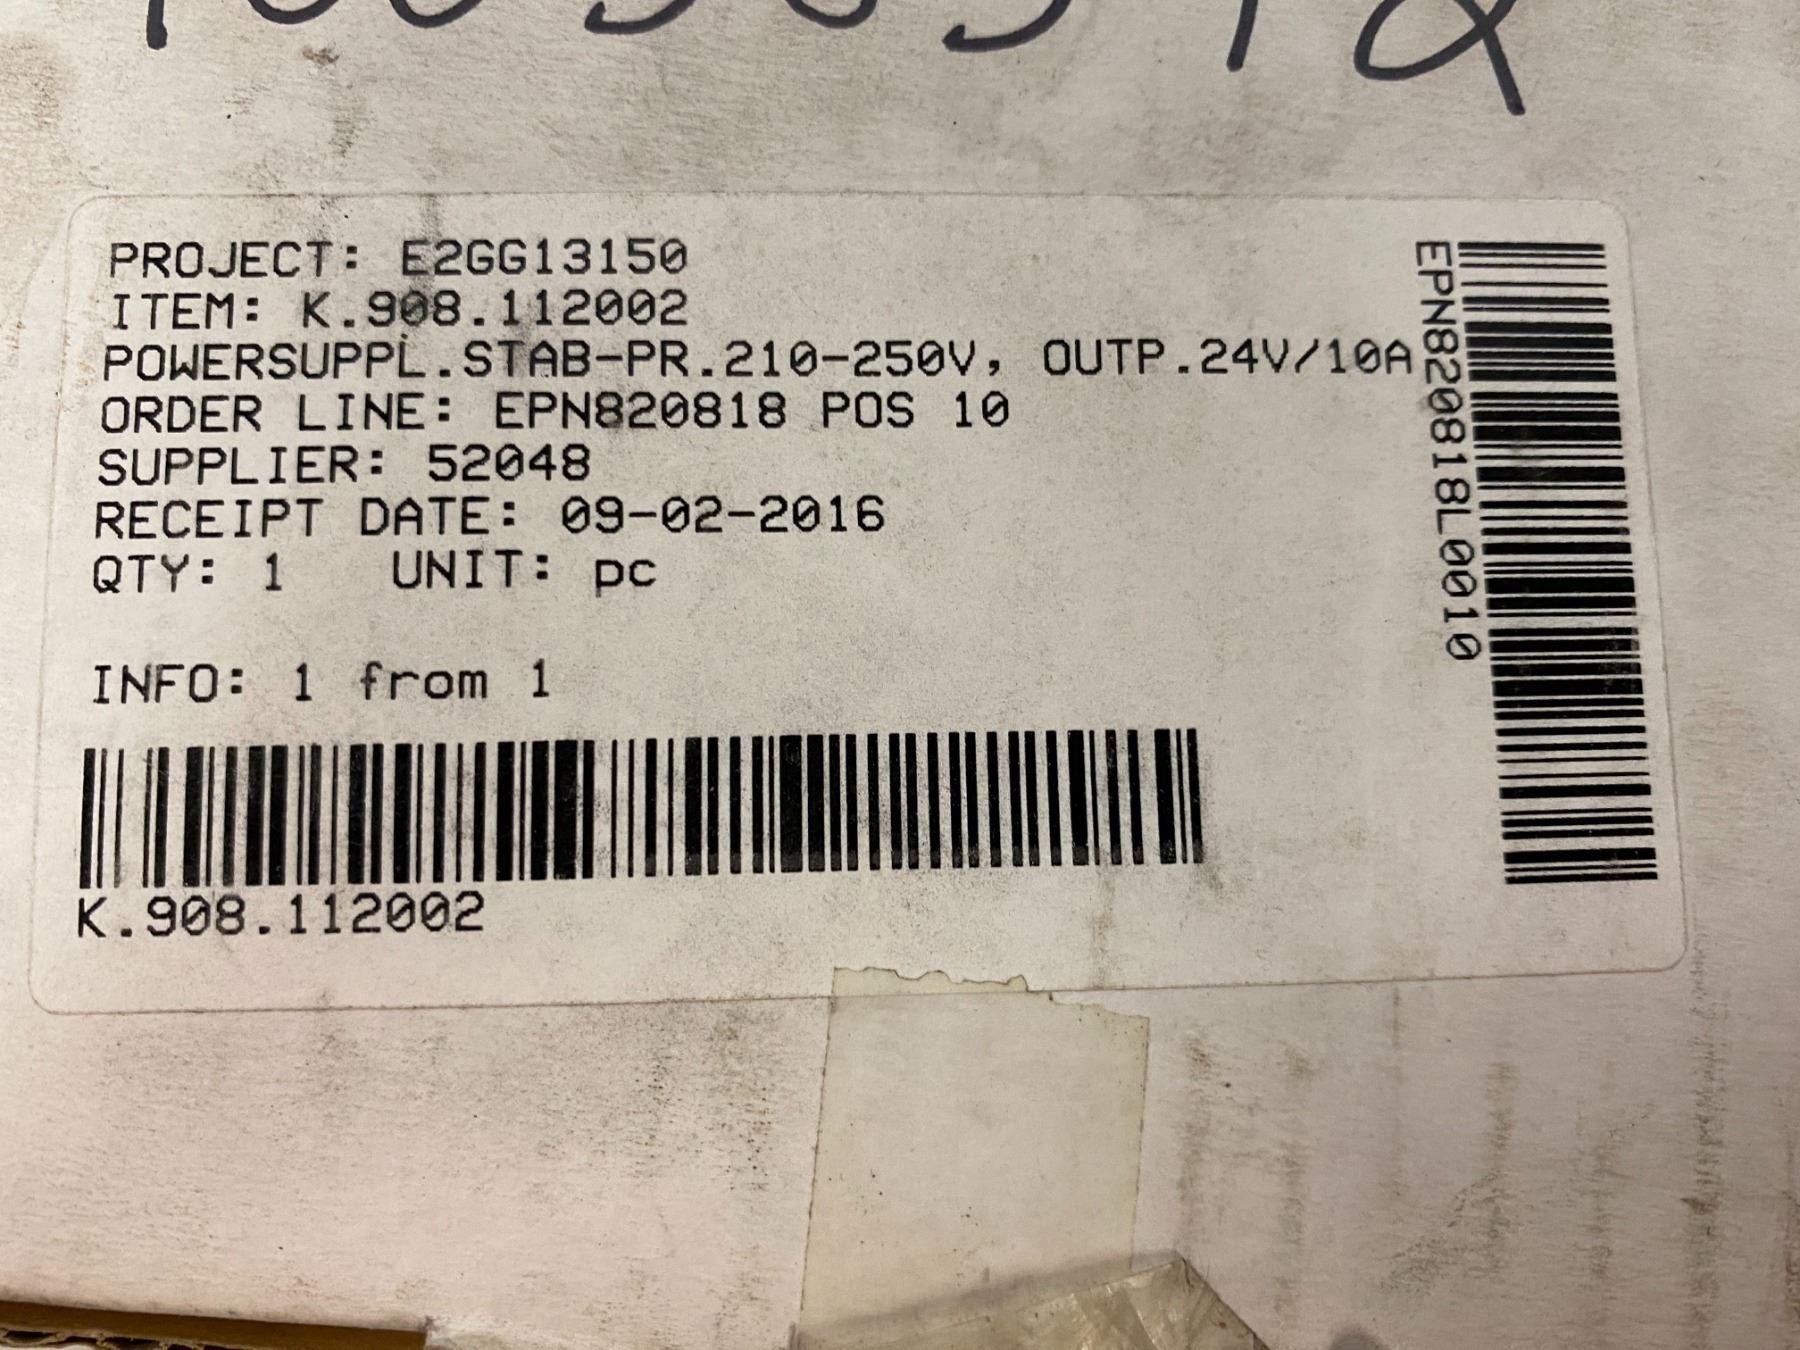 PROJECT: E2GG13150
ITEM: K.908.112002
POWERSUPPL.STAB-PR.210-250V, OUTP.24V/10A
ORDER LINE: EPN820818 POS 10
SUPPLIER: 52048
RECEIPT DATE: 09-02-2016
QTY: 1 UNIT: pc
INFO: 1 from 1
K.908.112002
EPN820818L0010